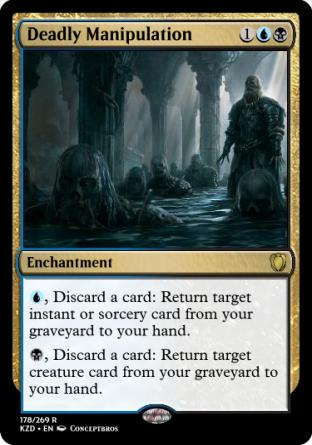 Deadly Manipulation 1
Enchantment
, Discard a card: Return target
instant or sorcery card from your
graveyard to your hand.
, Discard a card: Return target
creature card from your graveyard to
your hand.
178/269 R
KZD • EN CONCEPTBROS